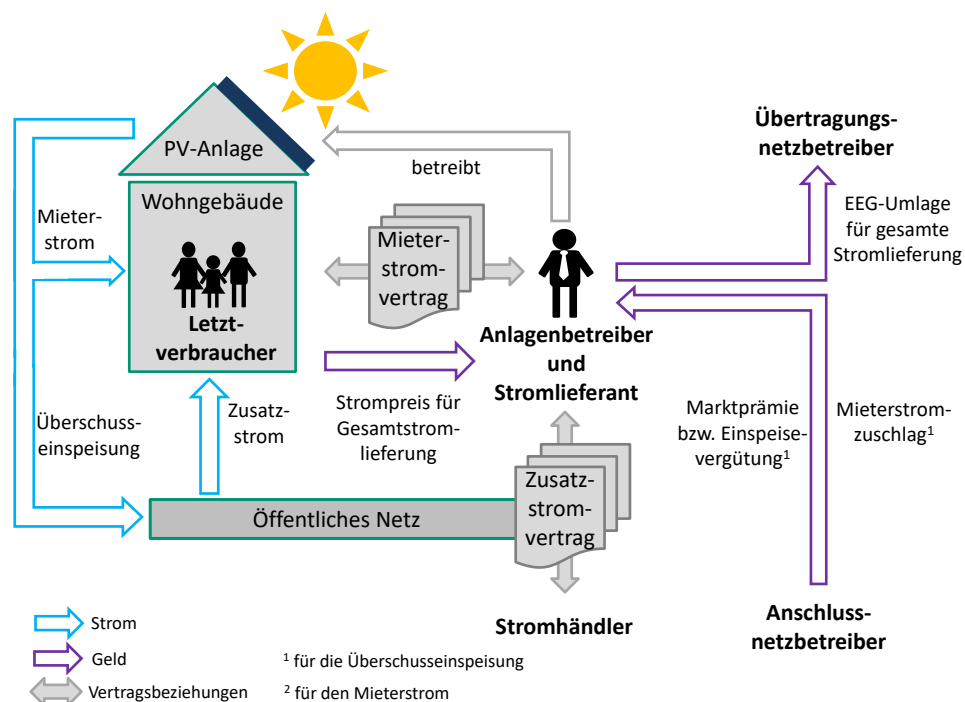 PV-Anlage
Wohngebäude
Letzt-
verbraucher
Mieter-
strom
Überschuss-
einspeisung
Zusatz-
strom
Öffentliches Netz
betreibt
Mieter-
strom-
vertrag
Strompreis für
Gesamtstrom-
lieferung
Anlagenbetreiber
und
Stromlieferant
Zusatz-
strom-
vertrag
Stromhändler
Übertragungs-
netzbetreiber
EEG-Umlage
für gesamte
Stromlieferung
Marktprämie
bzw. Einspeise-
vergütung¹
Mieterstrom-
zuschlag¹
Anschluss-
netzbetreiber
Strom
Geld
Vertragsbeziehungen
¹ für die Überschusseinspeisung
² für den Mieterstrom